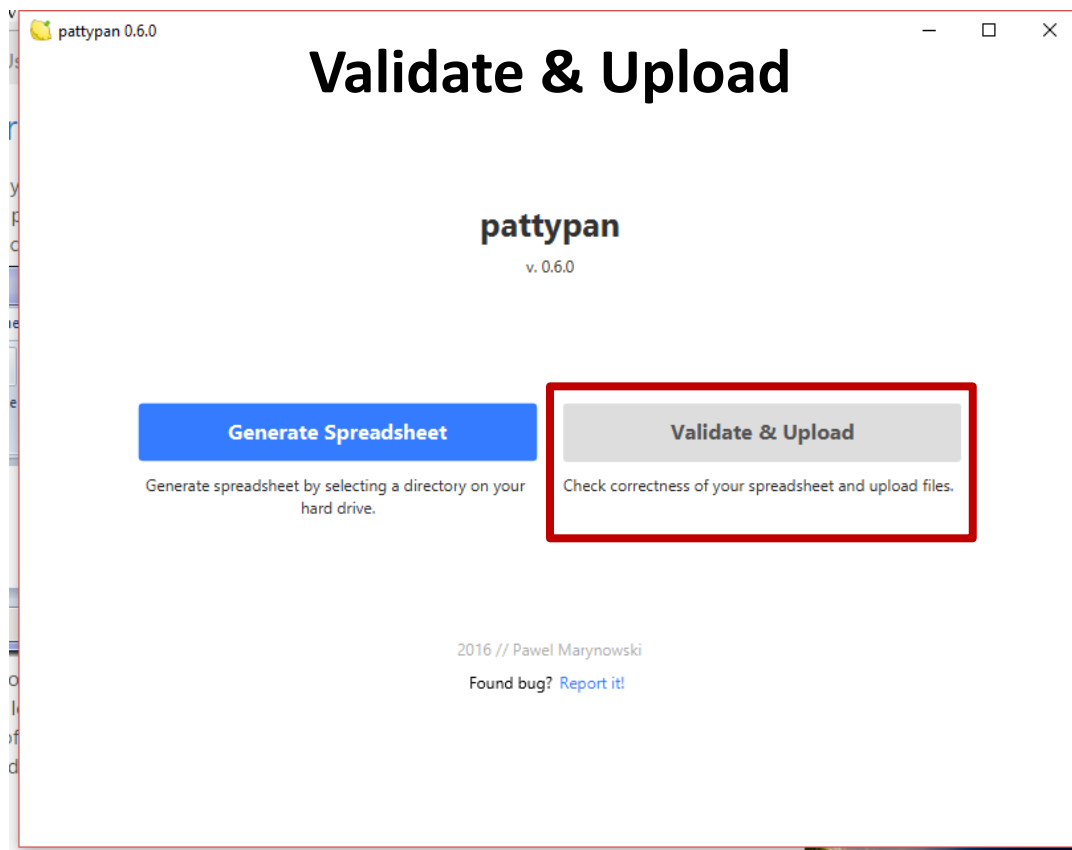 pattypan 0.6.0
Validate & Upload
pattypan
v. 0.6.0
Generate Spreadsheet
Generate spreadsheet by selecting a directory on your
hard drive.
Validate & Upload
Check correctness of your spreadsheet and upload files.
2016 // Pawel Marynowski
Found bug? Report it!